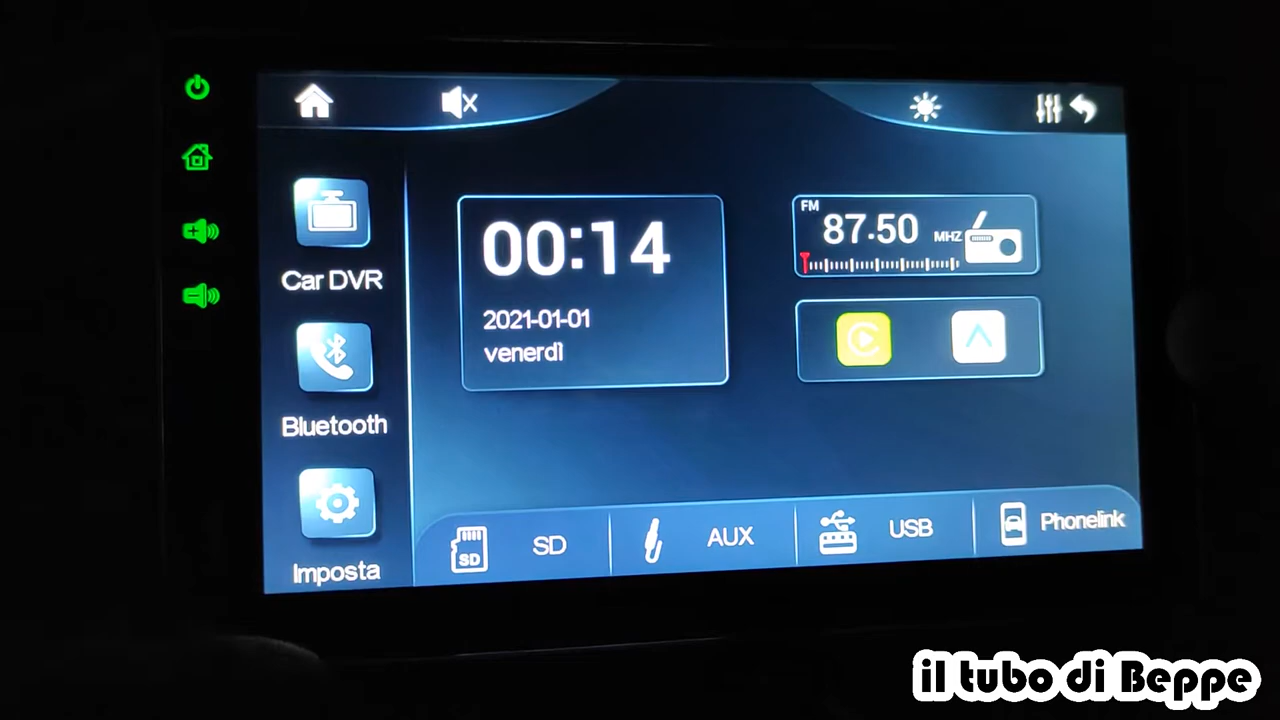 Car DVR
Bluetooth
Imposta
00:14
2021-01-01
venerdì
FM
87.50 MHZ
SD
SD
AUX
USB
Phonelink
il tubo di Beppe